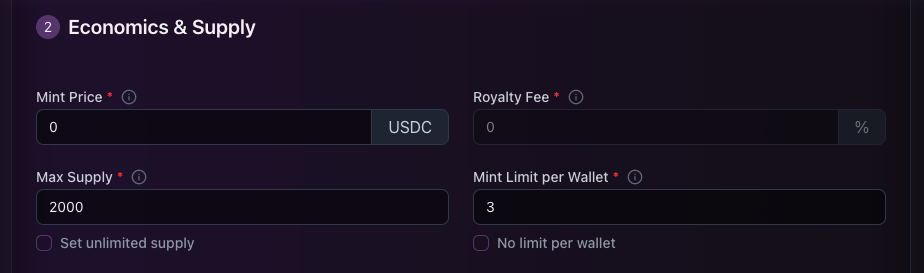 2 Economics & Supply
Mint Price * Royalty Fee *
0 USDC 0 %
Max Supply * Mint Limit per Wallet *
2000 3
Set unlimited supply No limit per wallet